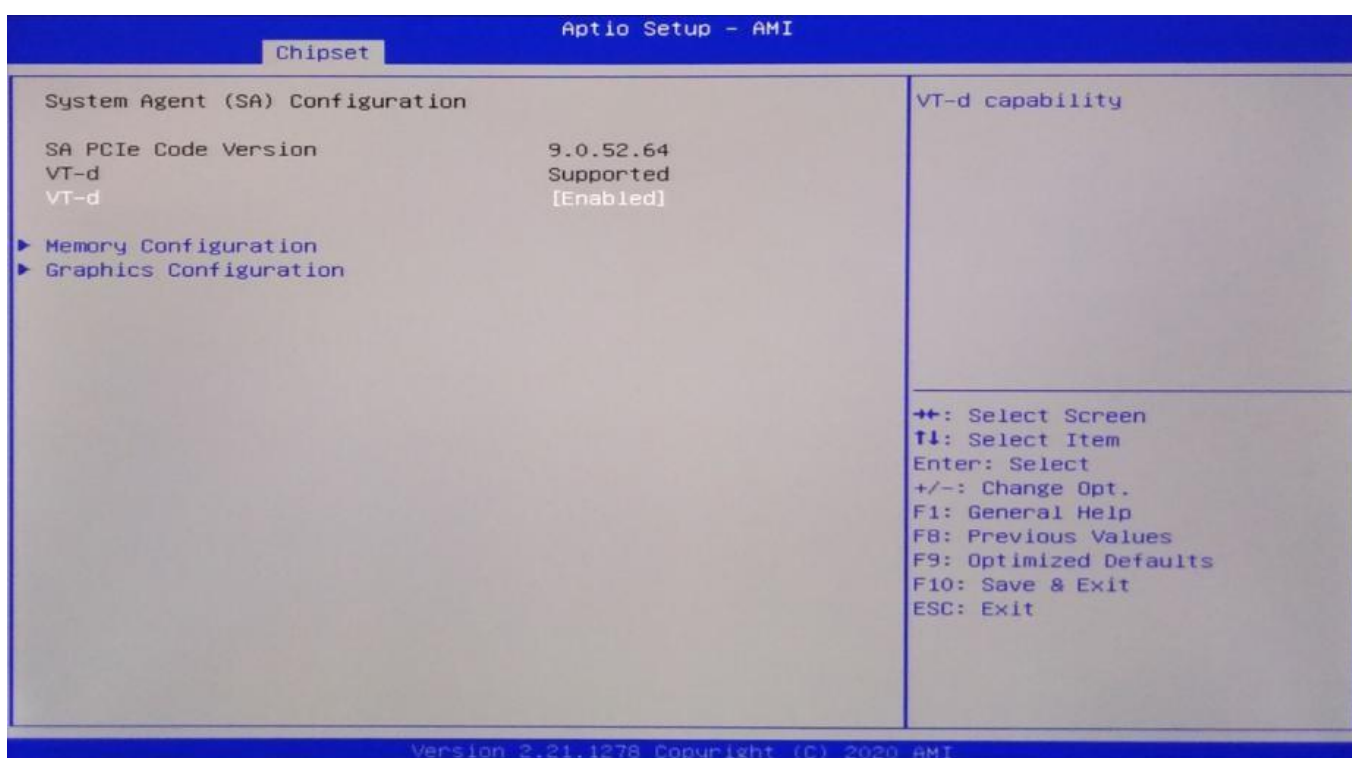 Aptio Setup – AMI
Chipset
System Agent (SA) Configuration
SA PCIe Code Version 9.0.52.64
VT-d Supported
VT-d [Enabled]
▶ Memory Configuration
▶ Graphics Configuration
VT-d capability
→←: Select Screen
↑↓: Select Item
Enter: Select
+/-: Change Opt.
F1: General Help
F8: Previous Values
F9: Optimized Defaults
F10: Save & Exit
ESC: Exit
Version 2.21.1278 Copyright (C) 2020 AMI